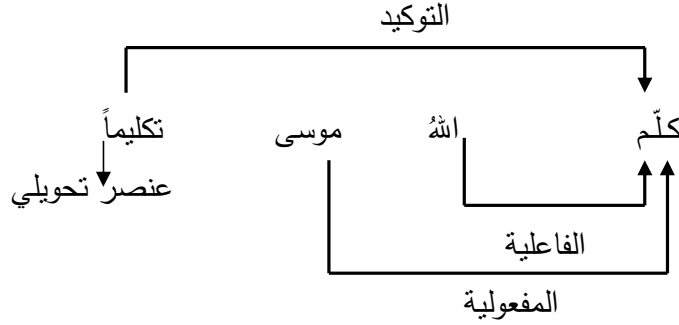 التوكيد
كلّم اللهُ موسى تكليماً
عنصر تحويلي
الفاعلية
المفعولية